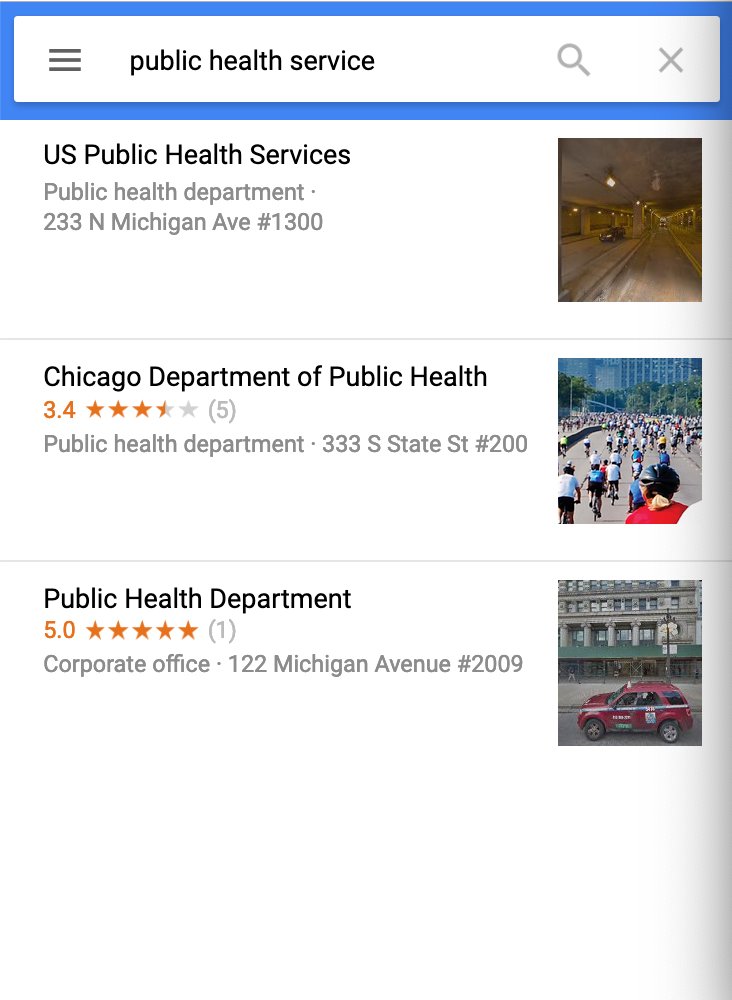 public health service
US Public Health Services
Public health department ·
233 N Michigan Ave #1300
Chicago Department of Public Health
3.4 ★★★★★ (5)
Public health department · 333 S State St #200
Public Health Department
5.0 ★★★★★ (1)
Corporate office · 122 Michigan Avenue #2009